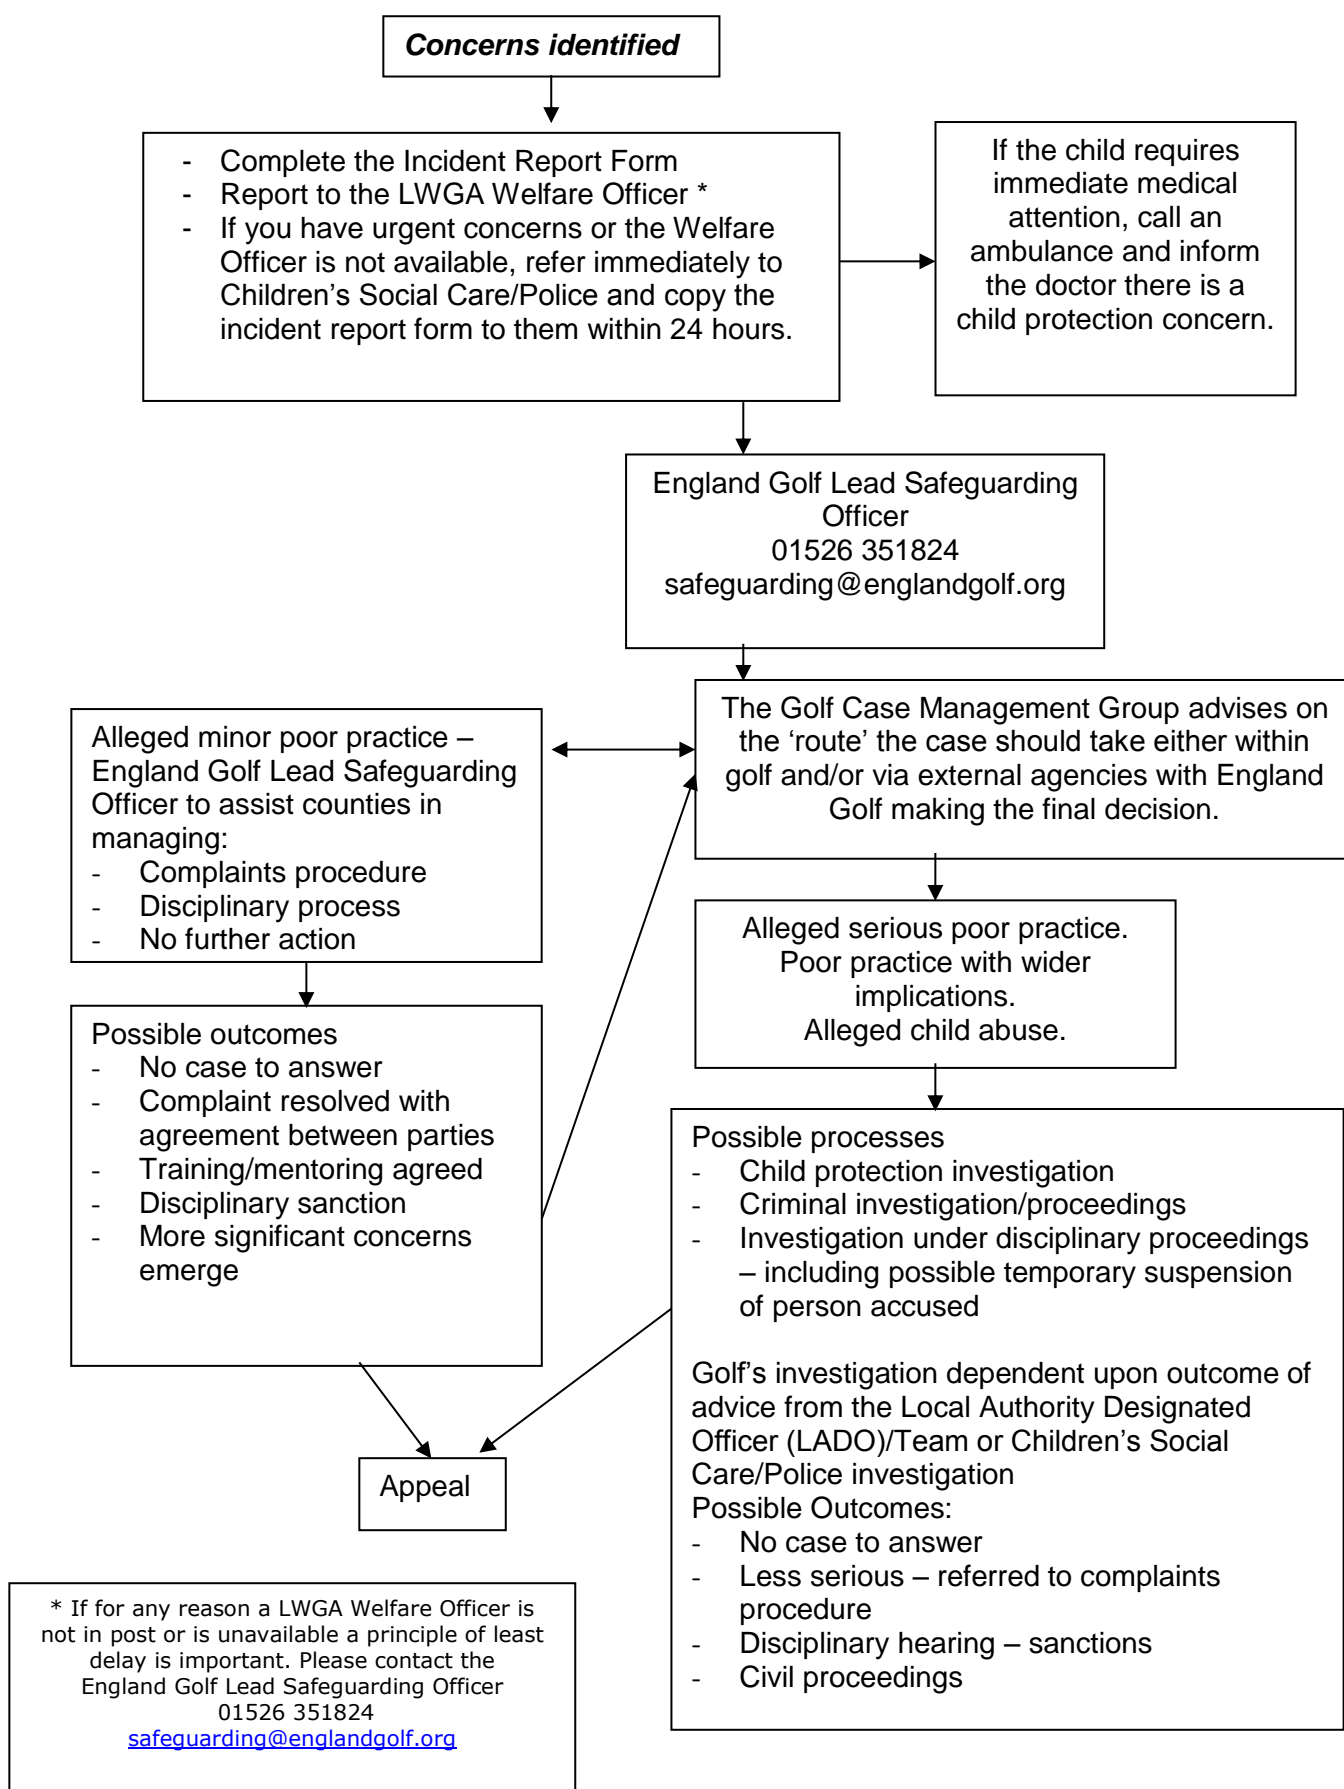 Concerns identified
- Complete the Incident Report Form
- Report to the LWGA Welfare Officer *
- If you have urgent concerns or the Welfare
Officer is not available, refer immediately to
Children’s Social Care/Police and copy the
incident report form to them within 24 hours.
If the child requires
immediate medical
attention, call an
ambulance and inform
the doctor there is a
child protection concern.
England Golf Lead Safeguarding
Officer
01526 351824
safeguarding@englandgolf.org
The Golf Case Management Group advises on
the ‘route’ the case should take either within
golf and/or via external agencies with England
Golf making the final decision.
Alleged minor poor practice –
England Golf Lead Safeguarding
Officer to assist counties in
managing:
- Complaints procedure
- Disciplinary process
- No further action
Alleged serious poor practice.
Poor practice with wider
implications.
Alleged child abuse.
Possible outcomes
- No case to answer
- Complaint resolved with
agreement between parties
- Training/mentoring agreed
- Disciplinary sanction
- More significant concerns
emerge
Possible processes
- Child protection investigation
- Criminal investigation/proceedings
- Investigation under disciplinary proceedings
– including possible temporary suspension
of person accused
Golf’s investigation dependent upon outcome of
advice from the Local Authority Designated
Officer (LADO)/Team or Children’s Social
Care/Police investigation
Possible Outcomes:
- No case to answer
- Less serious – referred to complaints
procedure
- Disciplinary hearing – sanctions
- Civil proceedings
Appeal
* If for any reason a LWGA Welfare Officer is
not in post or is unavailable a principle of least
delay is important. Please contact the
England Golf Lead Safeguarding Officer
01526 351824
safeguarding@englandgolf.org